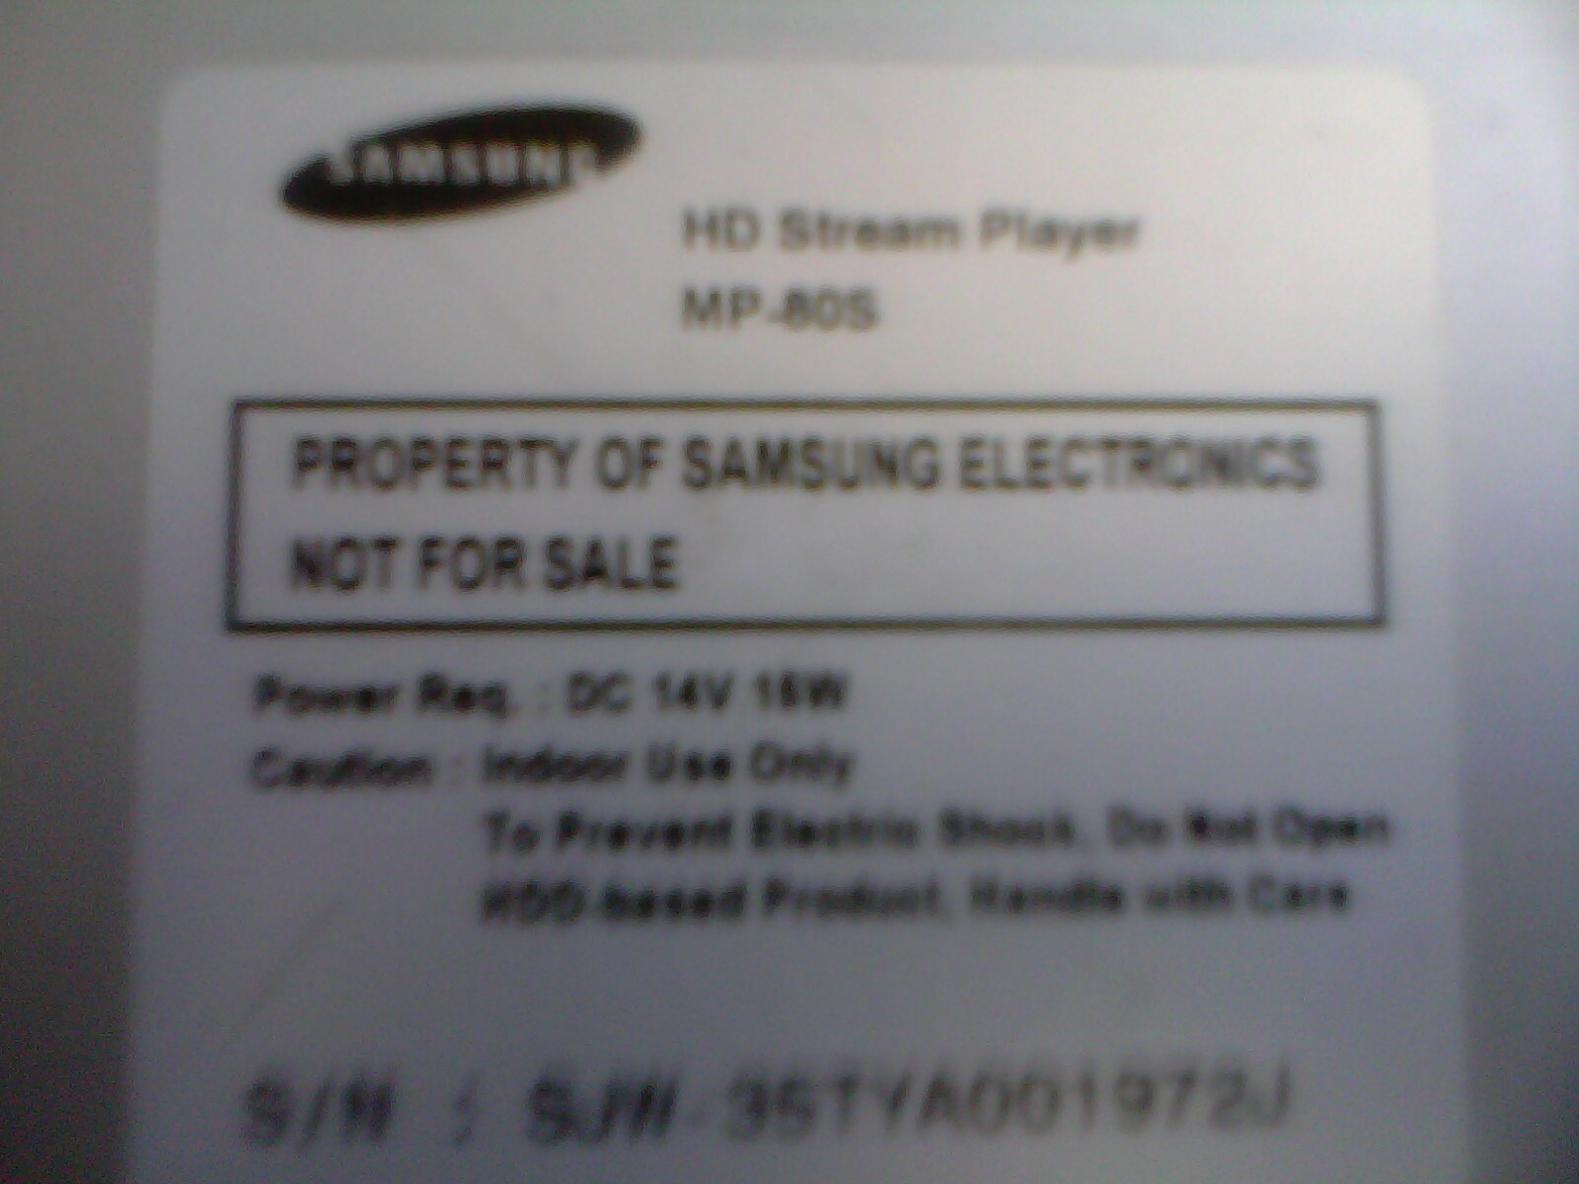 SAMSUNG
HD Stream Player
MP-80S
PROPERTY OF SAMSUNG ELECTRONICS
NOT FOR SALE
Power Req. : DC 14V 18W
Caution : Indoor Use Only
To Prevent Electric Shock, Do Not Open
HDD-based Product, Handle with Care
S/N : SJW-35TYA001972J